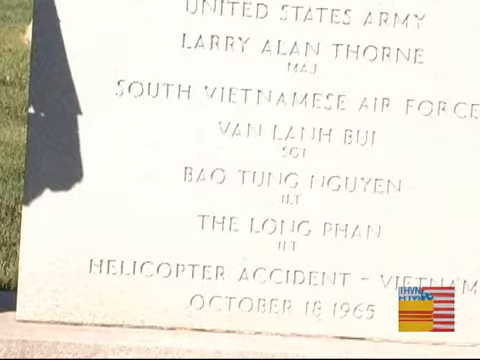 UNITED STATES ARMY
LARRY ALAN THORNE
MAJ
SOUTH VIETNAMESE AIR FORCE
VAN LANH BUI
SGT
BAO TUNG NGUYEN
1LT
THE LONG PHAN
1LT
HELICOPTER ACCIDENT - VIETNAM
OCTOBER 18 1965